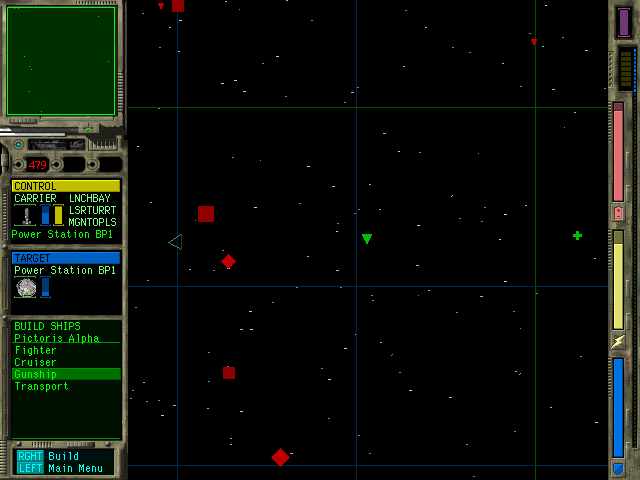 479
CONTROL
CARRIER LNCHBAY
LSRTURRT
MGNTOPLS
Power Station BP1
TARGET
Power Station BP1
BUILD SHIPS
Pictoris Alpha
Fighter
Cruiser
Gunship
Transport
RGHT Build
LEFT Main Menu